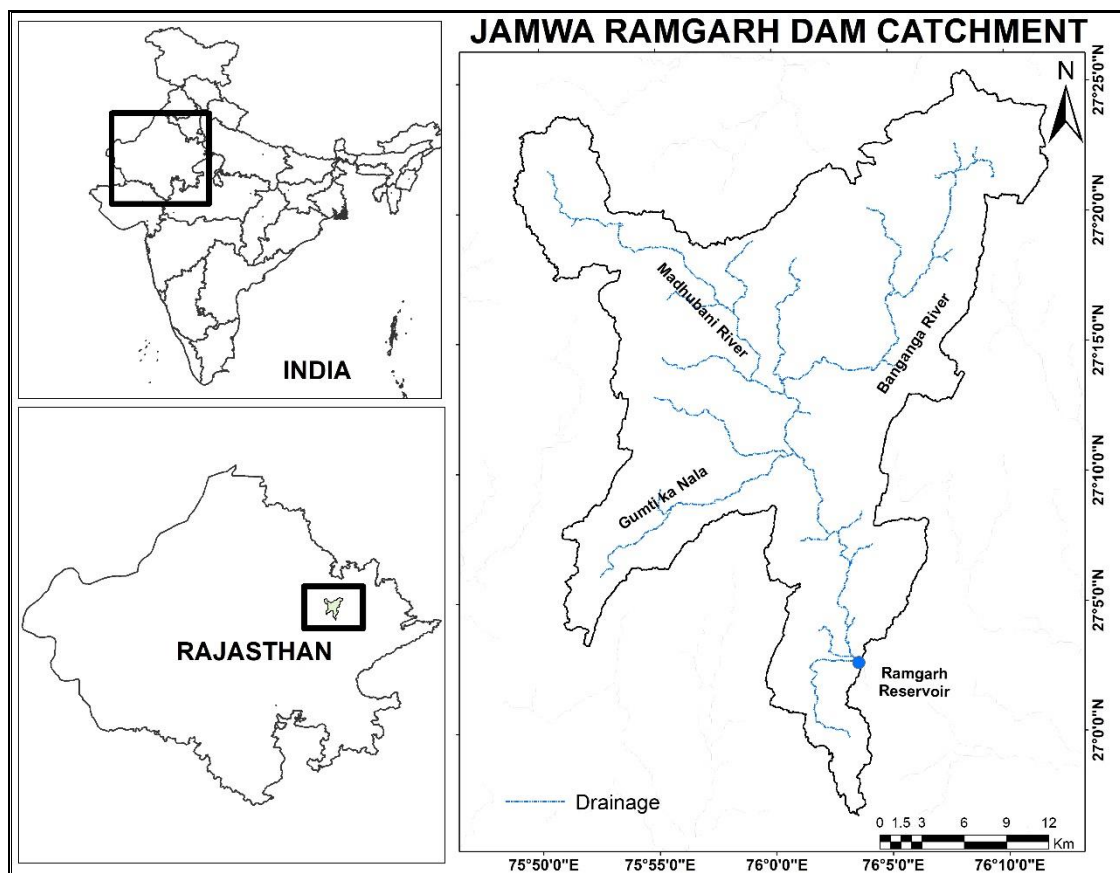 JAMWA RAMGARH DAM CATCHMENT
INDIA
RAJASTHAN
N
Madhubani River
Banganga River
Gumti ka Nala
Ramgarh
Reservoir
Drainage
0 1.5 3 6 9 12
Km
27°25'0"N
27°20'0"N
27°15'0"N
27°10'0"N
27°5'0"N
27°0'0"N
75°50'0"E 75°55'0"E 76°0'0"E 76°5'0"E 76°10'0"E